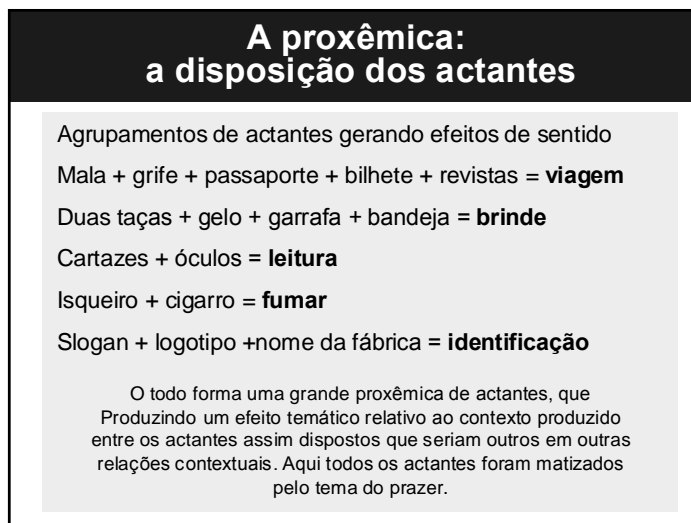 A proxêmica:
a disposição dos actantes
Agrupamentos de actantes gerando efeitos de sentido
Mala + grife + passaporte + bilhete + revistas = viagem
Duas taças + gelo + garrafa + bandeja = brinde
Cartazes + óculos = leitura
Isqueiro + cigarro = fumar
Slogan + logotipo +nome da fábrica = identificação
O todo forma uma grande proxêmica de actantes, que
Produzindo um efeito temático relativo ao contexto produzido
entre os actantes assim dispostos que seriam outros em outras
relações contextuais. Aqui todos os actantes foram matizados
pelo tema do prazer.